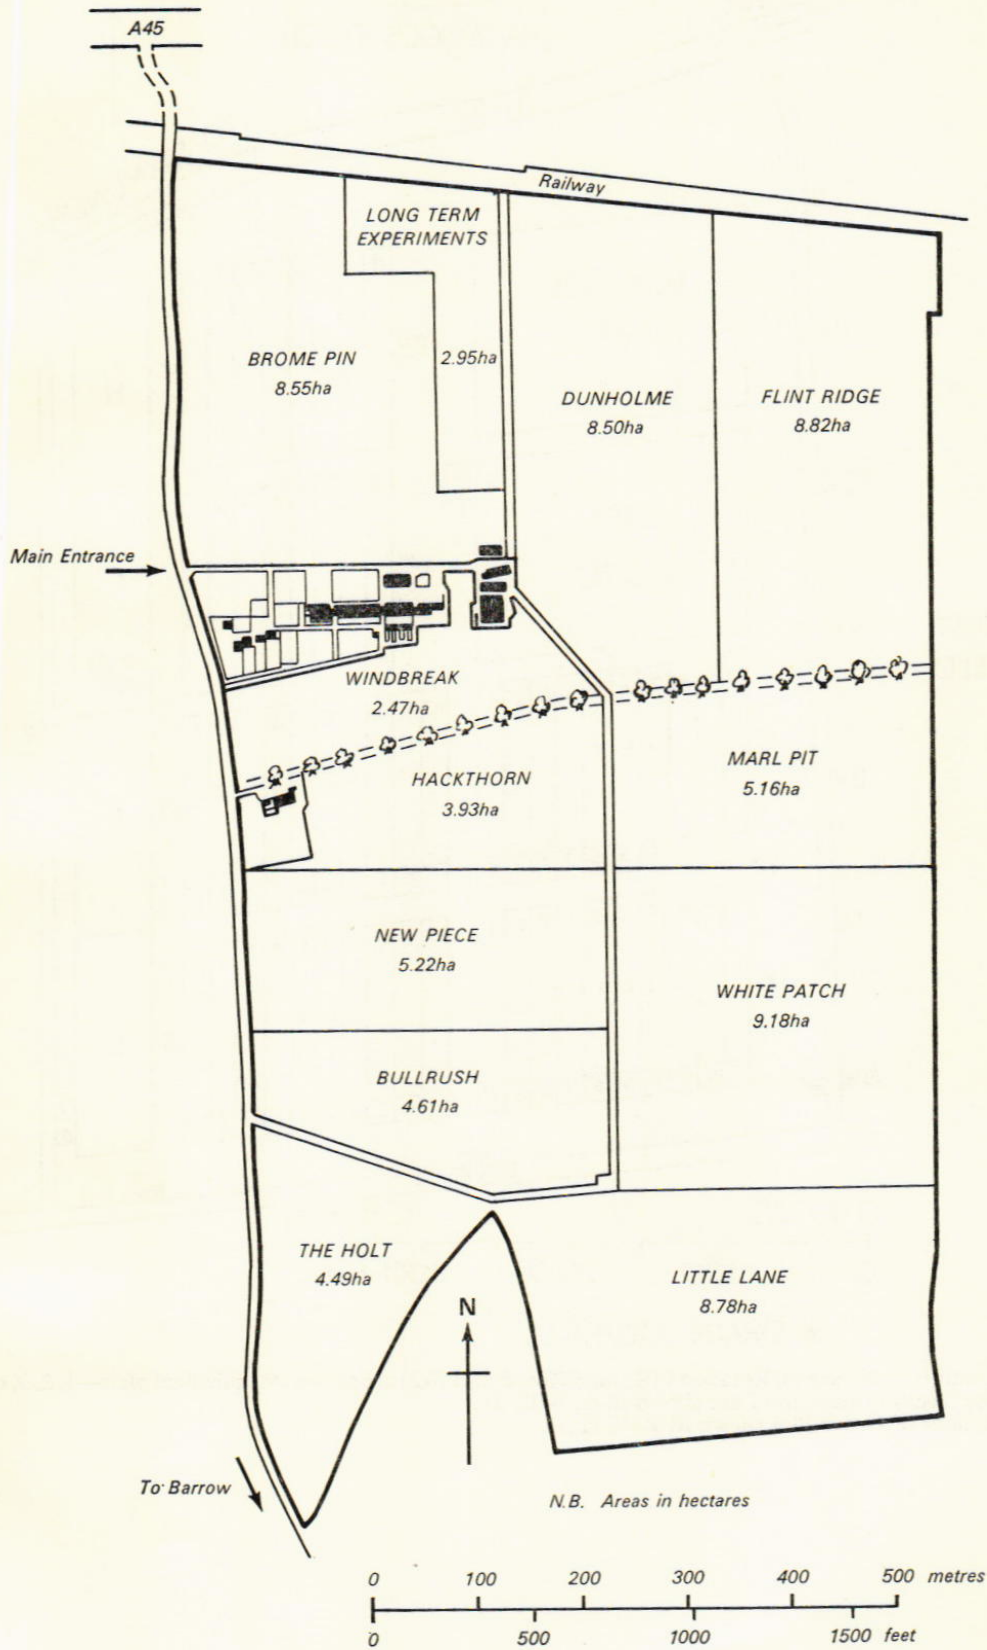 A45
Railway
LONG TERM
EXPERIMENTS
BROME PIN
8.55ha
2.95ha
DUNHOLME
8.50ha
FLINT RIDGE
8.82ha
Main Entrance
WINDBREAK
2.47ha
HACKTHORN
3.93ha
MARL PIT
5.16ha
NEW PIECE
5.22ha
WHITE PATCH
9.18ha
BULLRUSH
4.61ha
THE HOLT
4.49ha
LITTLE LANE
8.78ha
N
To Barrow
N.B. Areas in hectares
0 100 200 300 400 500 metres
0 500 1000 1500 feet